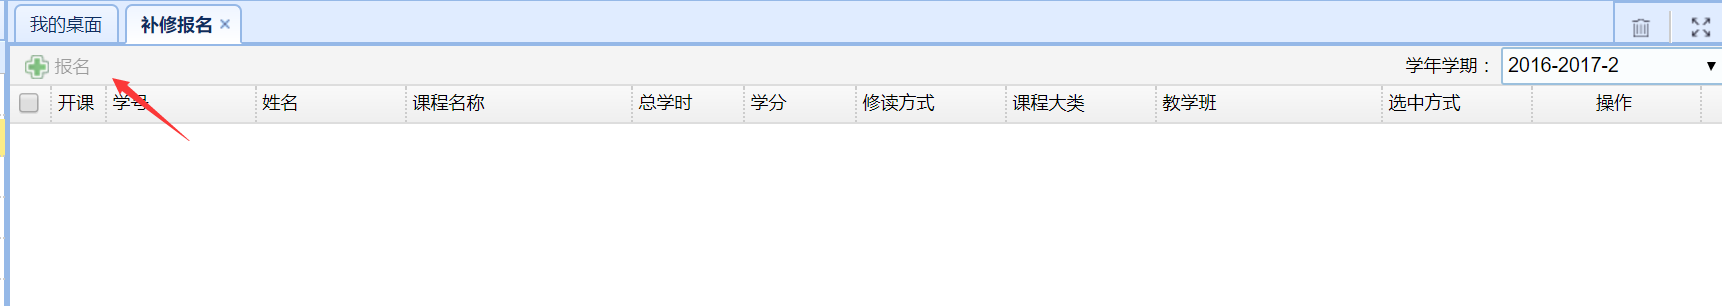 我的桌面 补修报名 ×
报名 学年学期： 2016-2017-2
开课 学号 姓名 课程名称 总学时 学分 修读方式 课程大类 教学班 选中方式 操作